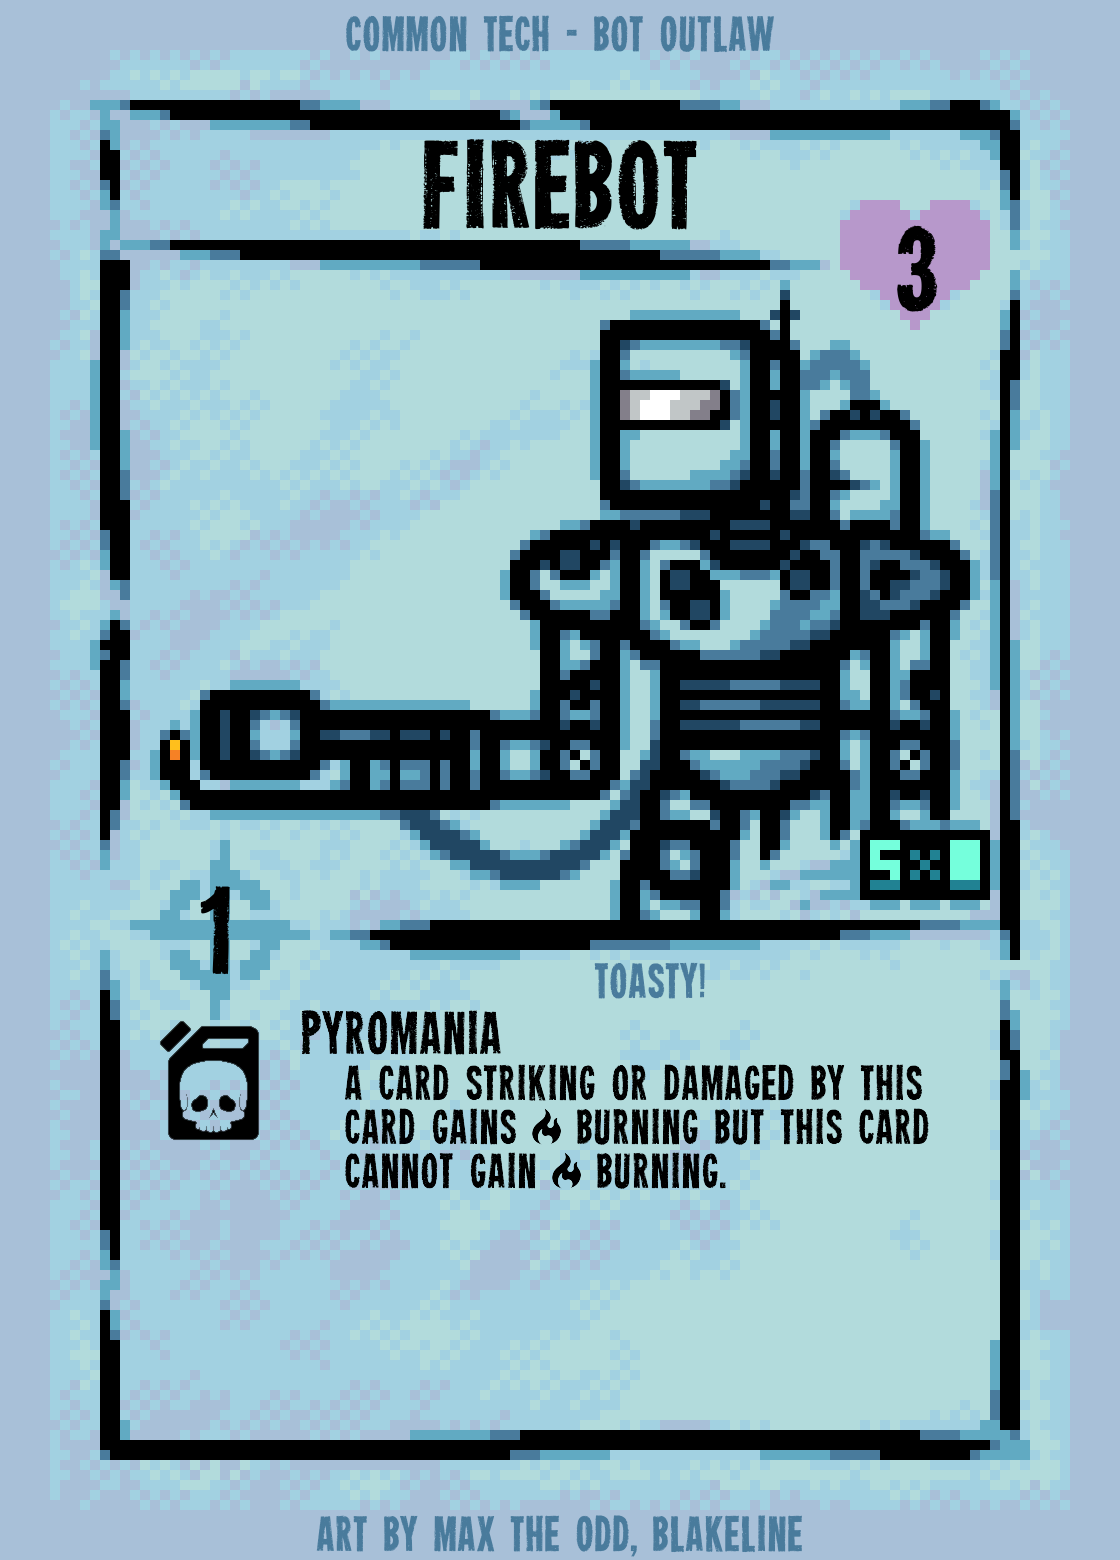 COMMON TECH - BOT OUTLAW
FIREBOT
3
5×
1
TOASTY!
PYROMANIA
A CARD STRIKING OR DAMAGED BY THIS
CARD GAINS BURNING BUT THIS CARD
CANNOT GAIN BURNING.
ART BY MAX THE ODD, BLAKELINE